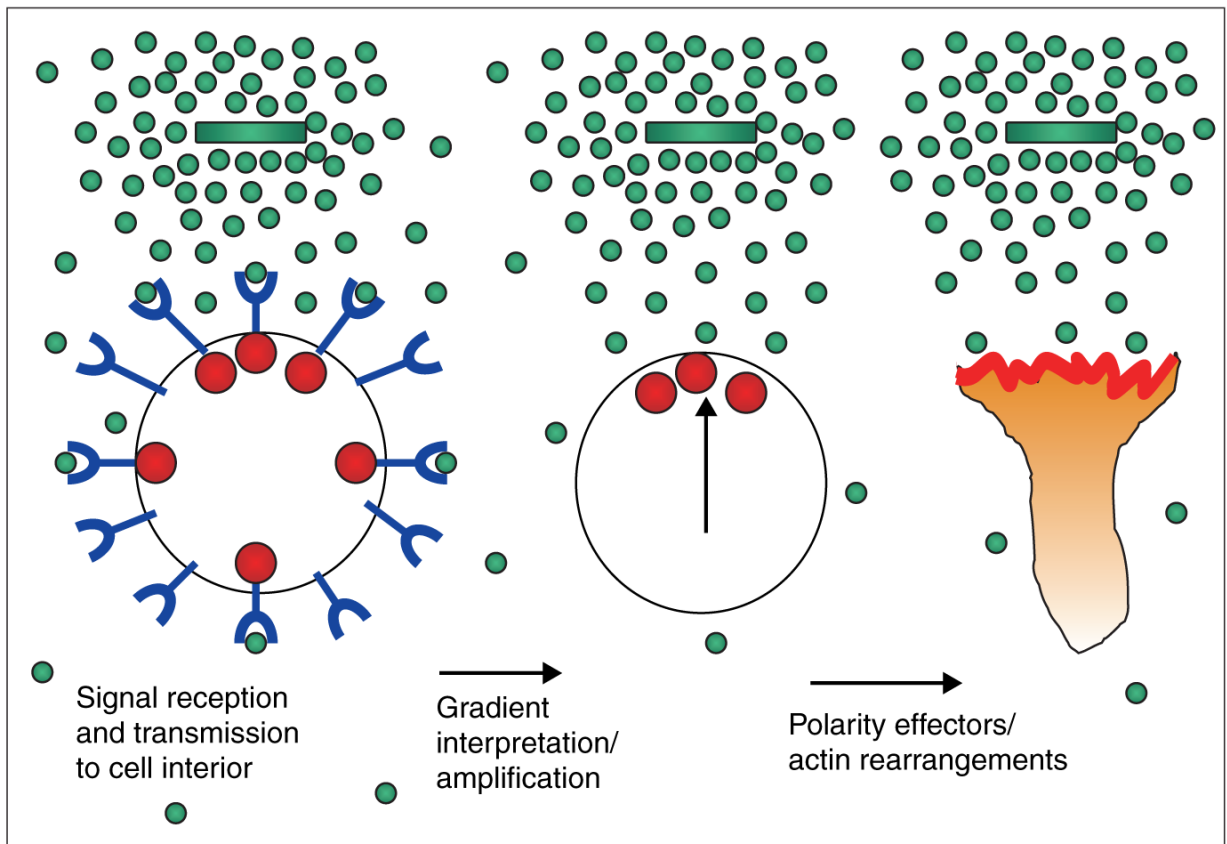 Signal reception
and transmission
to cell interior
Gradient
interpretation/
amplification
Polarity effectors/
actin rearrangements